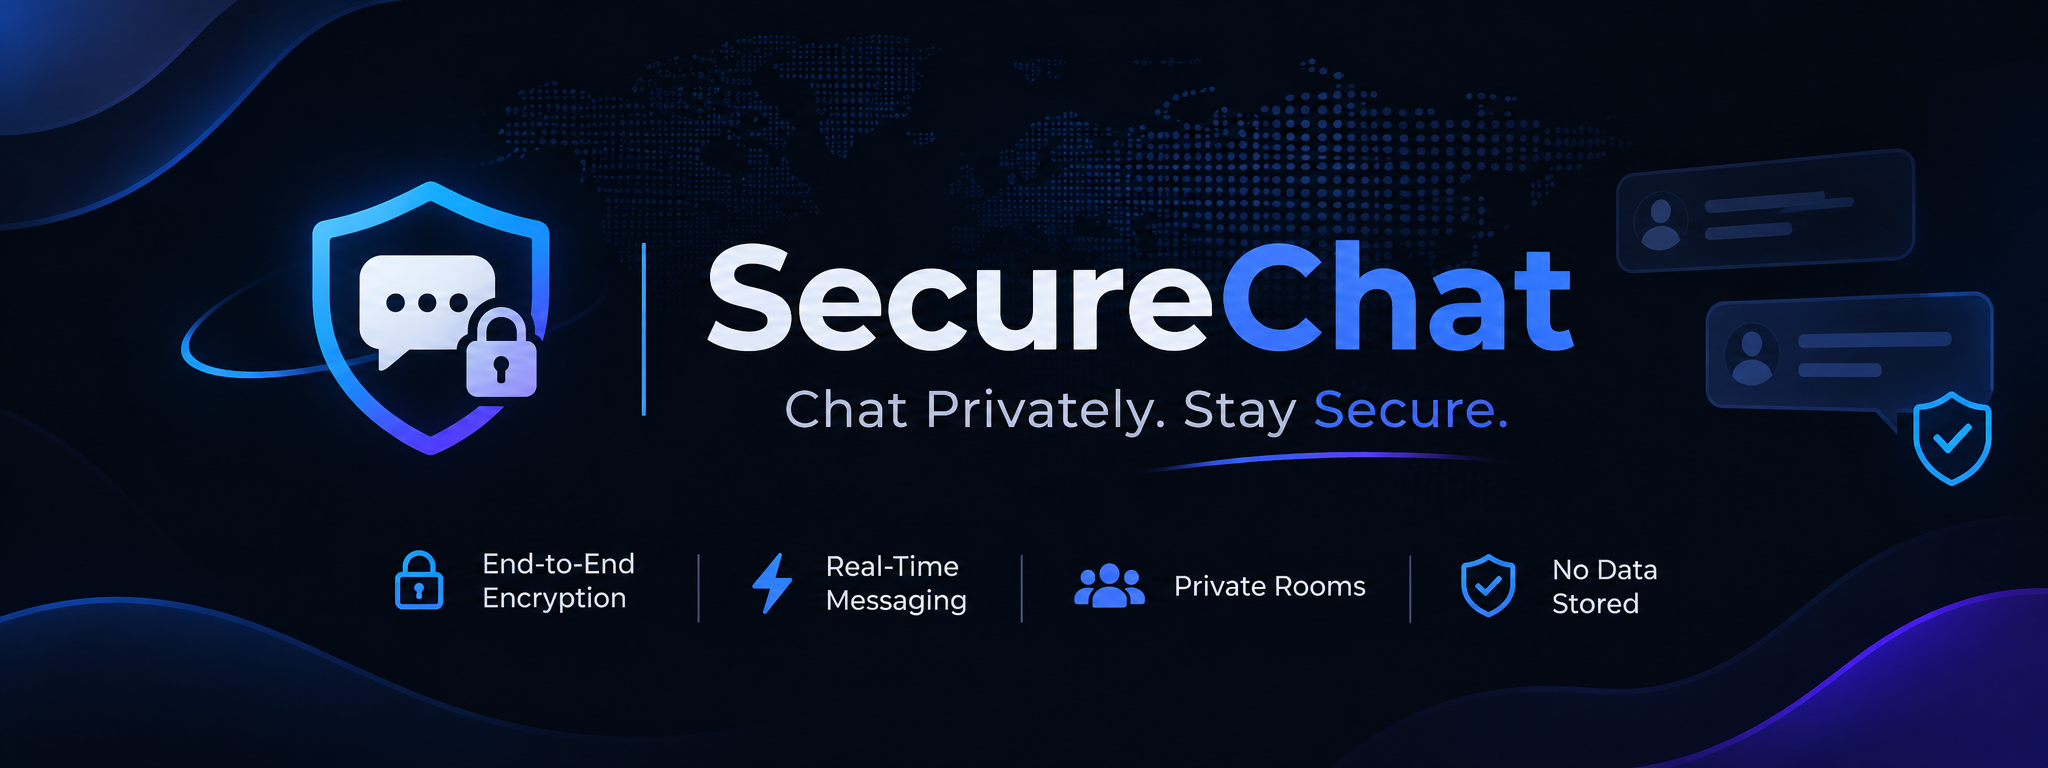 SecureChat
Chat Privately. Stay Secure.
End-to-End
Encryption
Real-Time
Messaging
Private Rooms
No Data
Stored